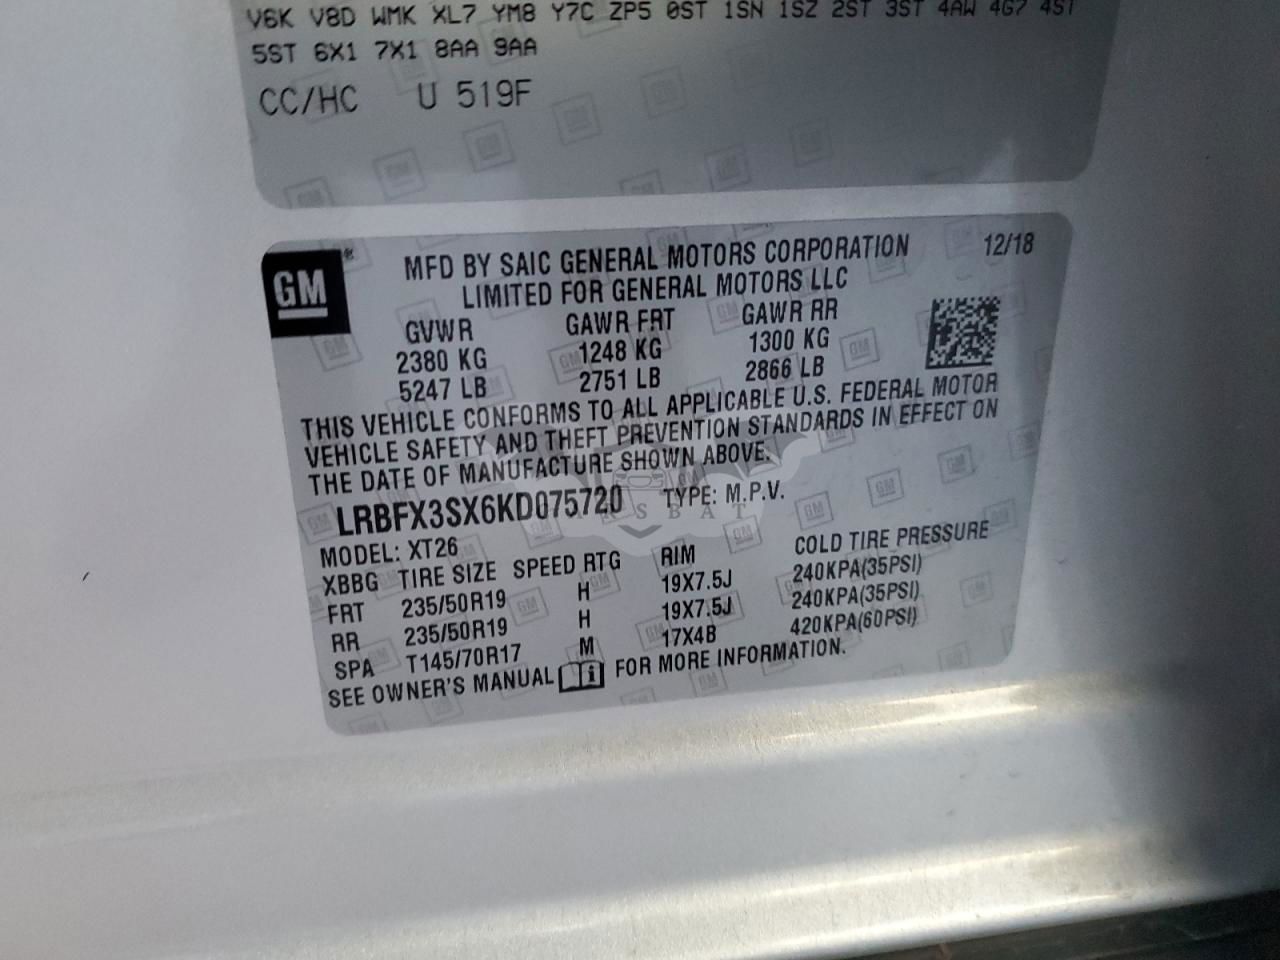 V6K V8D WMK XL7 YM8 Y7C ZP5 0ST 1SN 1SZ 2ST 3ST 4AW 4G7 4ST
5ST 6X1 7X1 8AA 9AA
CC/HC U 519F
GM® MFD BY SAIC GENERAL MOTORS CORPORATION 12/18
LIMITED FOR GENERAL MOTORS LLC
GVWR GAWR FRT GAWR RR
2380 KG 1248 KG 1300 KG
5247 LB 2751 LB 2866 LB
THIS VEHICLE CONFORMS TO ALL APPLICABLE U.S. FEDERAL MOTOR
VEHICLE SAFETY AND THEFT PREVENTION STANDARDS IN EFFECT ON
THE DATE OF MANUFACTURE SHOWN ABOVE.
LRBFX3SX6KD075720 TYPE: M.P.V.
MODEL: XT26
XBBG TIRE SIZE SPEED RTG RIM COLD TIRE PRESSURE
FRT 235/50R19 H 19X7.5J 240KPA(35PSI)
RR 235/50R19 H 19X7.5J 240KPA(35PSI)
SPA T145/70R17 M 17X4B 420KPA(60PSI)
SEE OWNER'S MANUAL i FOR MORE INFORMATION.